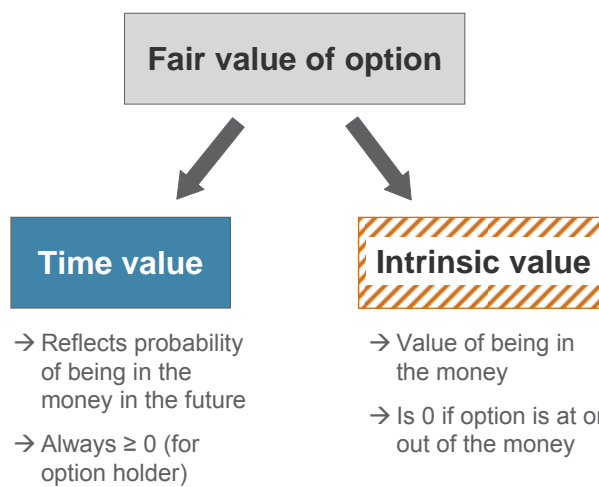 Fair value of option
Time value
→ Reflects probability
of being in the
money in the future
→ Always ≥ 0 (for
option holder)
Intrinsic value
→ Value of being in
the money
→ Is 0 if option is at or
out of the money